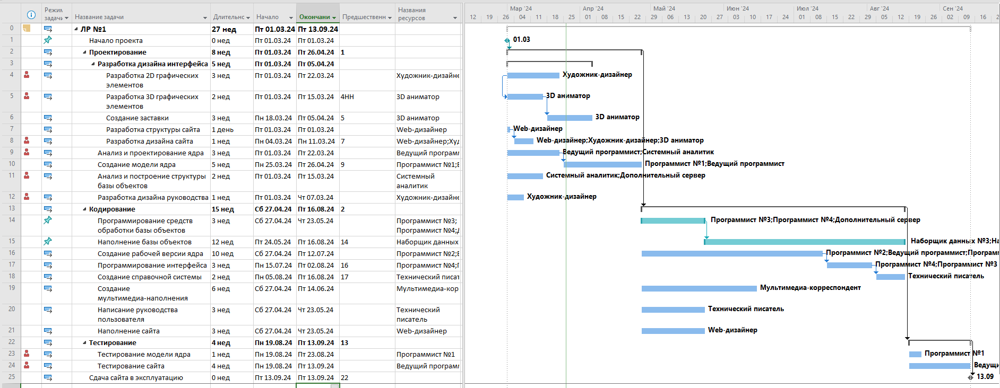 Режим задачи Название задачи Длительнс Начало Окончани Предшественн Названия ресурсов
Мар '24 Апр '24 Май '24 Июн '24 Июл '24 Авг '24 Сен '24
12 19 26 04 11 18 25 01 08 15 22 29 06 13 20 27 03 10 17 24 01 08 15 22 29 05 12 19 26 02 09 16 2
0 ЛР №1 27 нед Пт 01.03.24 Пт 13.09.24
1 Начало проекта 0 нед Пт 01.03.24 Пт 01.03.24 01.03
2 Проектирование 8 нед Пт 01.03.24 Пт 26.04.24 1
3 Разработка дизайна интерфейса 5 нед Пт 01.03.24 Пт 05.04.24
4 Разработка 2D графических элементов 3 нед Пт 01.03.24 Пт 22.03.24 Художник-дизайне Художник-дизайнер
5 Разработка 3D графических элементов 2 нед Пт 01.03.24 Пт 15.03.24 4НН 3D аниматор 3D аниматор
6 Создание заставки 3 нед Пн 18.03.24 Пт 05.04.24 5 3D аниматор 3D аниматор
7 Разработка структуры сайта 1 день Пт 01.03.24 Пт 01.03.24 Web-дизайнер Web-дизайнер
8 Разработка дизайна сайта 1 нед Пн 04.03.24 Пн 11.03.24 7 Web-дизайнер;Худ Web-дизайнер;Художник-дизайнер;3D аниматор
9 Анализ и проектирование ядра 3 нед Пт 01.03.24 Пт 22.03.24 Ведущий программ Ведущий программист;Системный аналитик
10 Создание модели ядра 5 нед Пн 25.03.24 Пт 26.04.24 9 Программист №1;В Программист №1;Ведущий программист
11 Анализ и построение структуры базы объектов 2 нед Пт 01.03.24 Пт 15.03.24 Системный аналитик Системный аналитик;Дополнительный сервер
12 Разработка дизайна руководства 1 нед Пт 01.03.24 Чт 07.03.24 Художник-дизайне Художник-дизайнер
13 Кодирование 15 нед Сб 27.04.24 Пт 16.08.24 2
14 Программирование средств обработки базы объектов 3 нед Сб 27.04.24 Чт 23.05.24 Программист №3; Программист №4;Д Программист №3;Программист №4;Дополнительный сервер
15 Наполнение базы объектов 12 нед Пт 24.05.24 Пт 16.08.24 14 Наборщик данных Наборщик данных №3;На
16 Создание рабочей версии ядра 10 нед Сб 27.04.24 Пт 12.07.24 Программист №2;В Программист №2;Ведущий программист;Програм
17 Программирование интерфейса 3 нед Пн 15.07.24 Пт 02.08.24 16 Программист №4;П Программист №4;Программист №3
18 Создание справочной системы 2 нед Пн 05.08.24 Пт 16.08.24 17 Технический писат Технический писатель
19 Создание мультимедиа-наполнения 6 нед Сб 27.04.24 Пт 14.06.24 Мультимедиа-кор Мультимедиа-корреспондент
20 Написание руководства пользователя 3 нед Сб 27.04.24 Чт 23.05.24 Технический писатель Технический писатель
21 Наполнение сайта 3 нед Сб 27.04.24 Чт 23.05.24 Web-дизайнер Web-дизайнер
22 Тестирование 4 нед Пн 19.08.24 Пт 13.09.24 13
23 Тестирование модели ядра 1 нед Пн 19.08.24 Пт 23.08.24 Программист №1 Программист №1
24 Тестирование сайта 4 нед Пн 19.08.24 Пт 13.09.24 Ведущий программ Ведущи
25 Сдача сайта в эксплуатацию 0 нед Пт 13.09.24 Пт 13.09.24 22 13.09